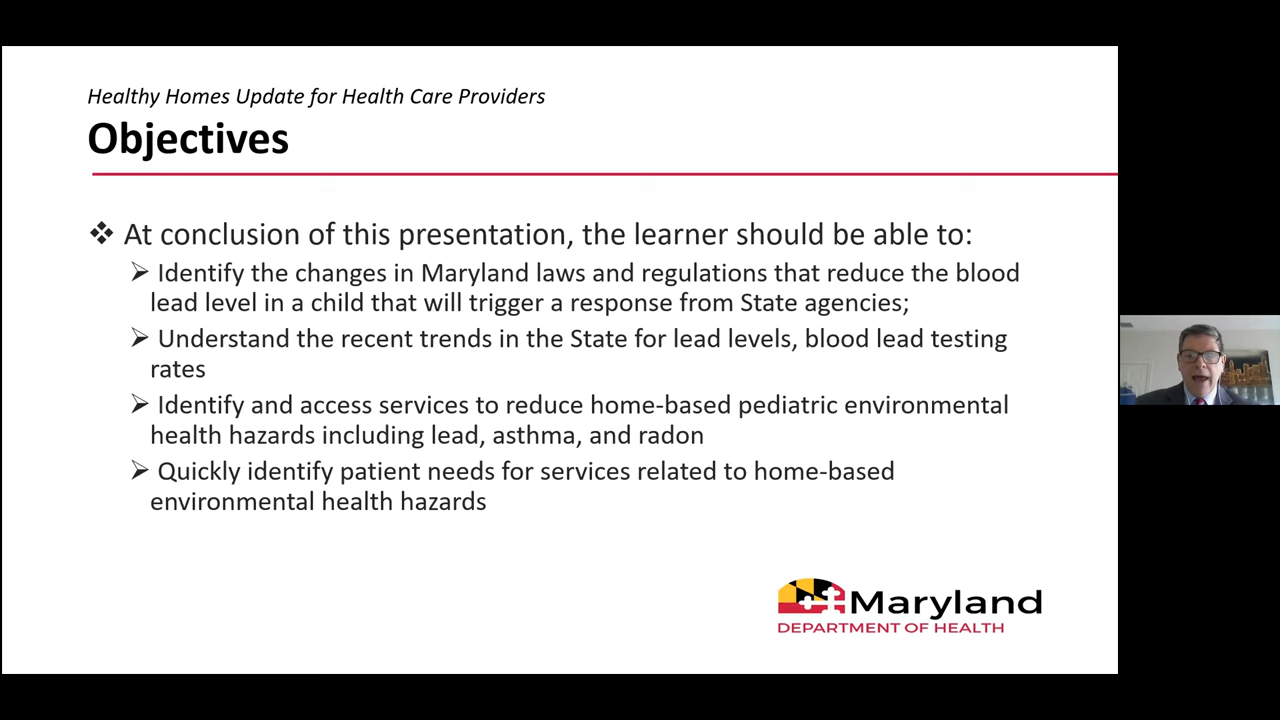 Healthy Homes Update for Health Care Providers
Objectives
❖ At conclusion of this presentation, the learner should be able to:
➢ Identify the changes in Maryland laws and regulations that reduce the blood
lead level in a child that will trigger a response from State agencies;
➢ Understand the recent trends in the State for lead levels, blood lead testing
rates
➢ Identify and access services to reduce home-based pediatric environmental
health hazards including lead, asthma, and radon
➢ Quickly identify patient needs for services related to home-based
environmental health hazards
Maryland
DEPARTMENT OF HEALTH